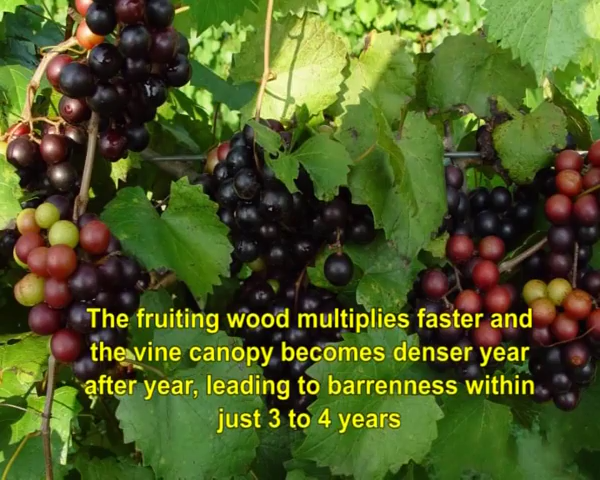 The fruiting wood multiplies faster and
the vine canopy becomes denser year
after year, leading to barrenness within
just 3 to 4 years